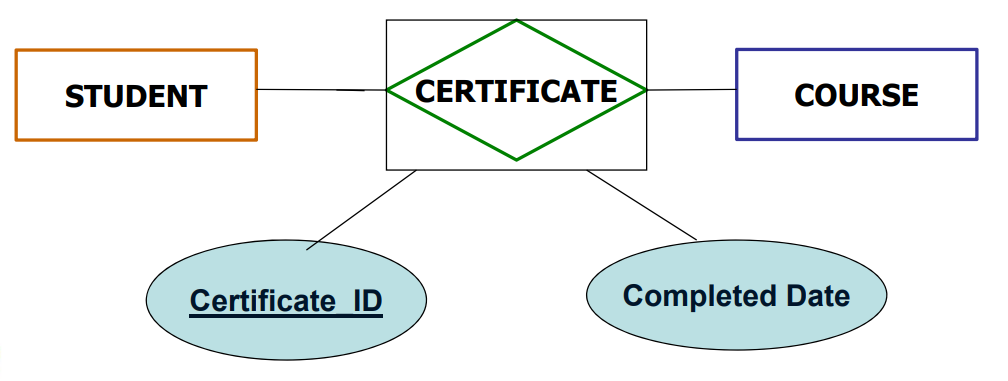 STUDENT
CERTIFICATE
COURSE
Certificate_ID
Completed Date